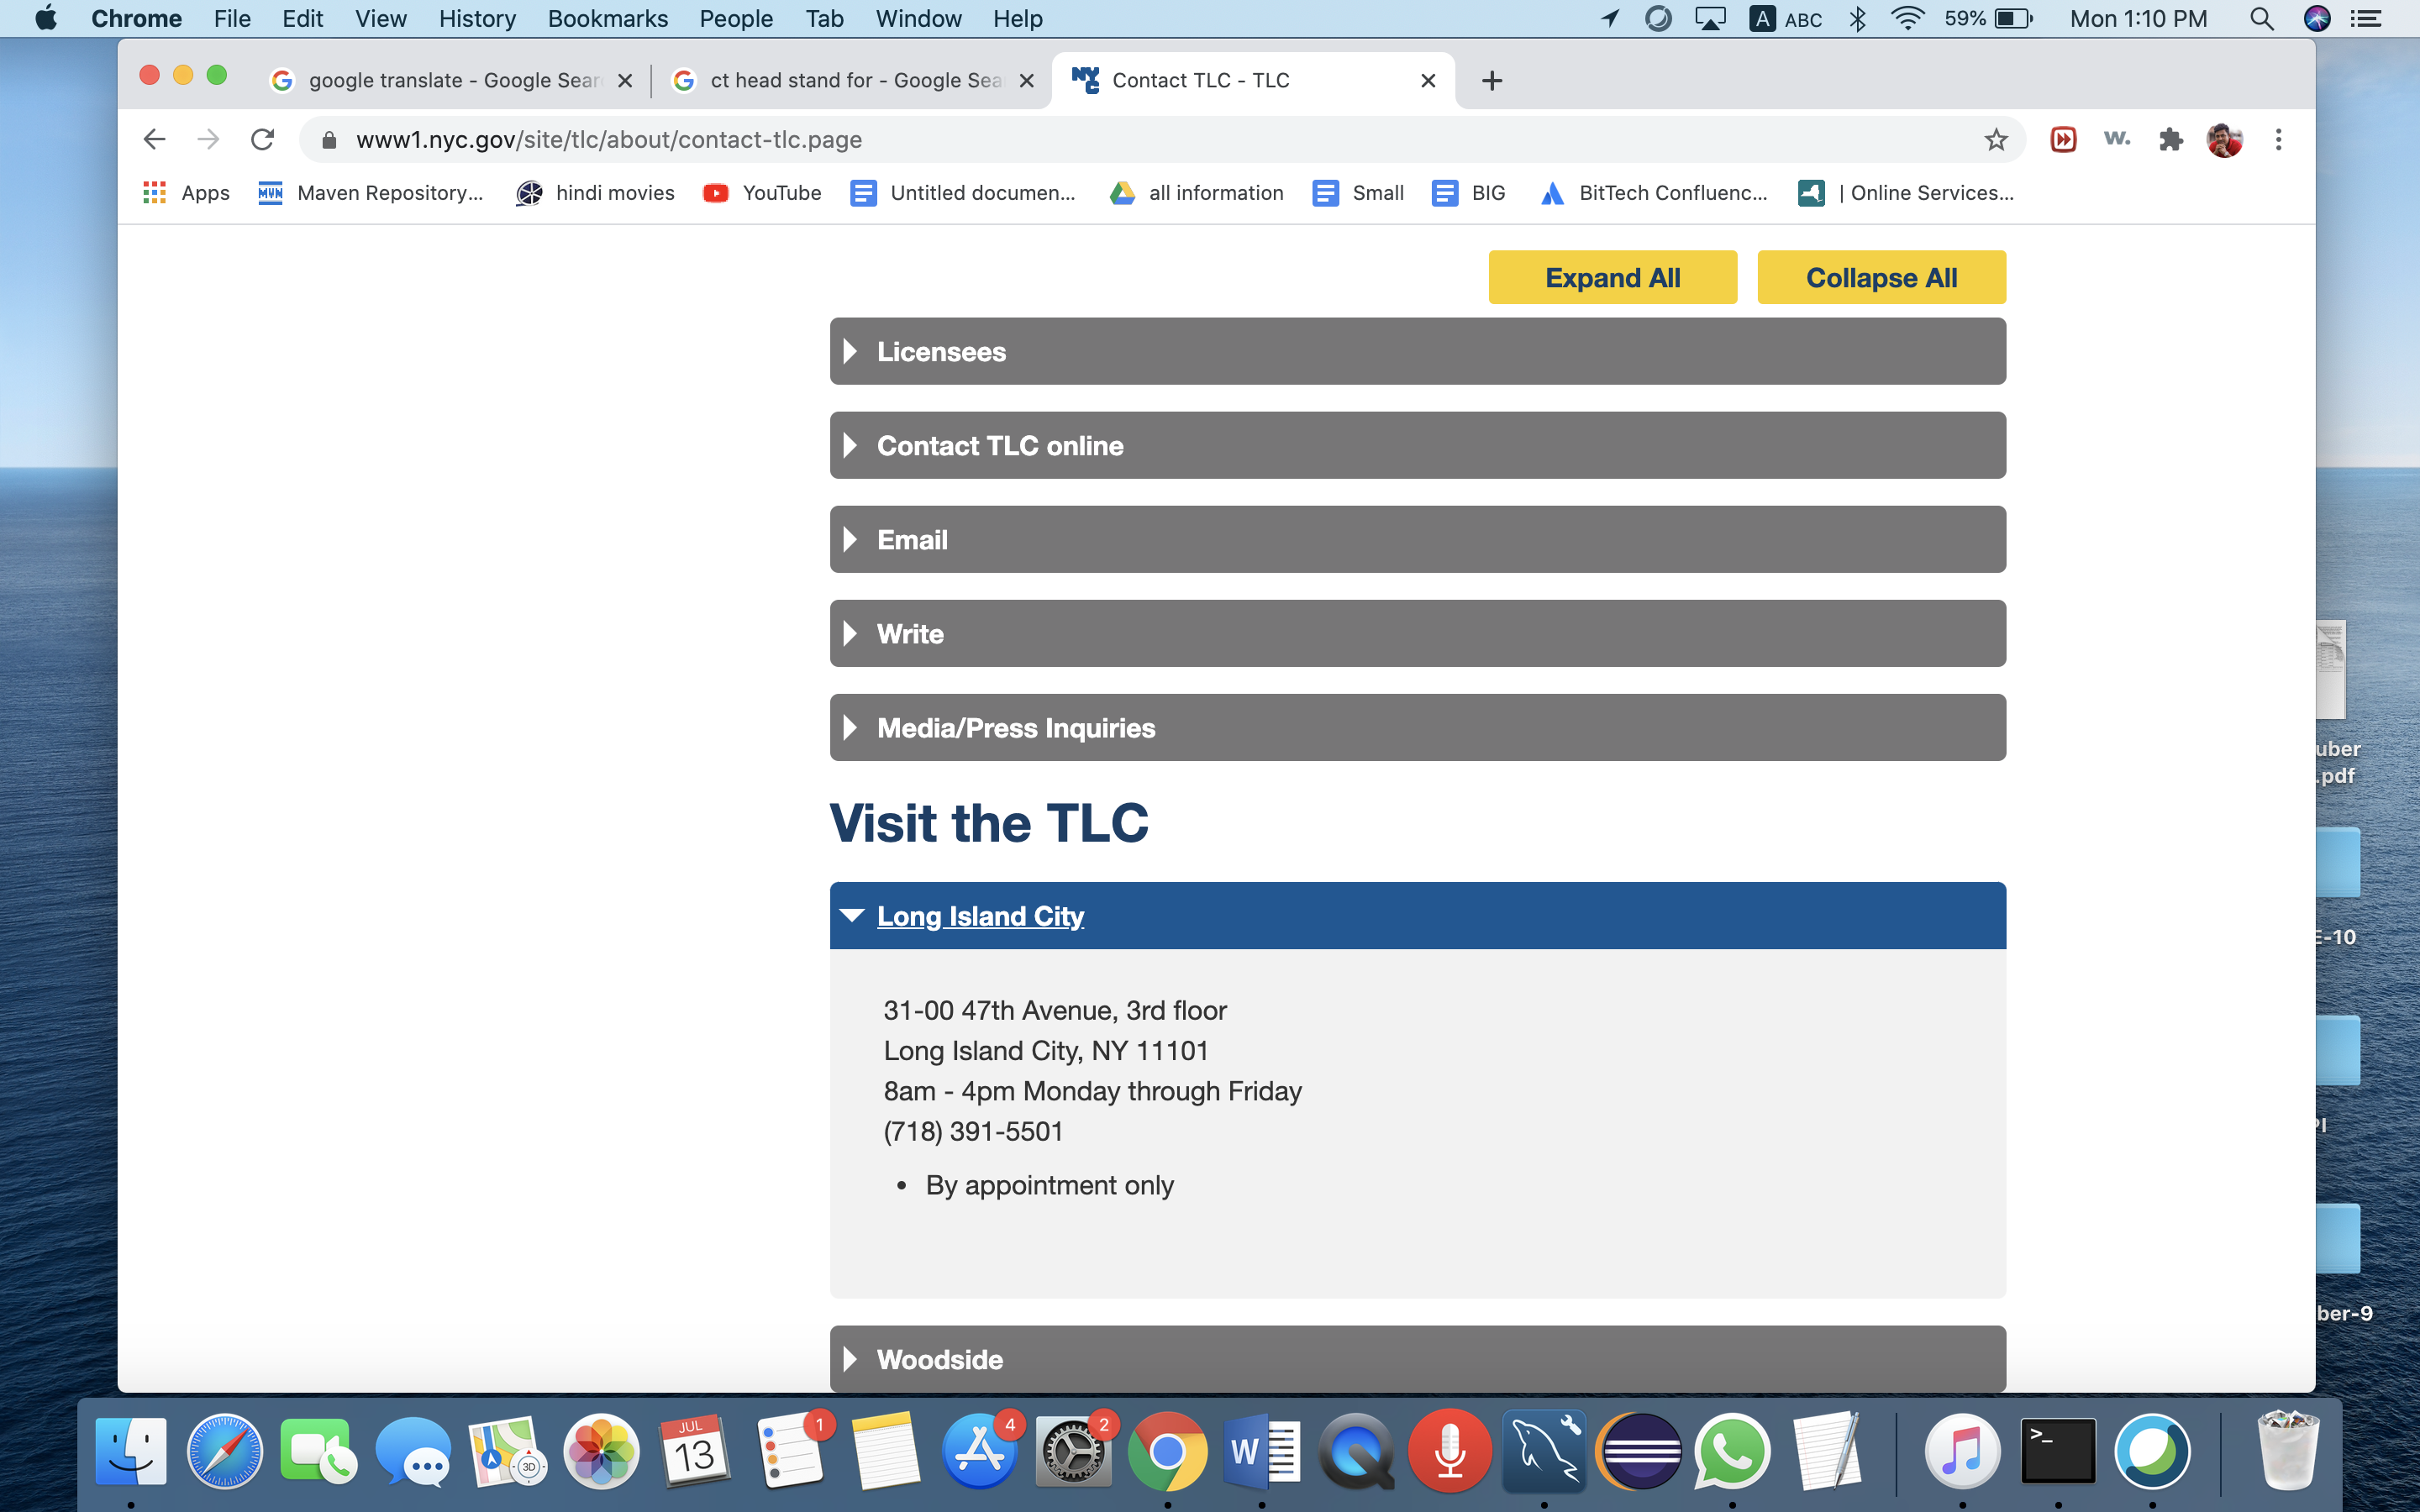 Chrome File Edit View History Bookmarks People Tab Window Help A ABC 59% Mon 1:10 PM
google translate - Google Sear ct head stand for - Google Sea NYC Contact TLC - TLC
www1.nyc.gov/site/tlc/about/contact-tlc.page w.
Apps MVN Maven Repository... hindi movies YouTube Untitled documen... all information Small BIG BitTech Confluenc... | Online Services...
Expand All Collapse All
Licensees
Contact TLC online
Email
Write
Media/Press Inquiries
Visit the TLC
Long Island City
31-00 47th Avenue, 3rd floor
Long Island City, NY 11101
8am - 4pm Monday through Friday
(718) 391-5501
• By appointment only
Woodside
uber
.pdf
E-10
PI
ber-9
3D JUL 13 1 4 2 W >_